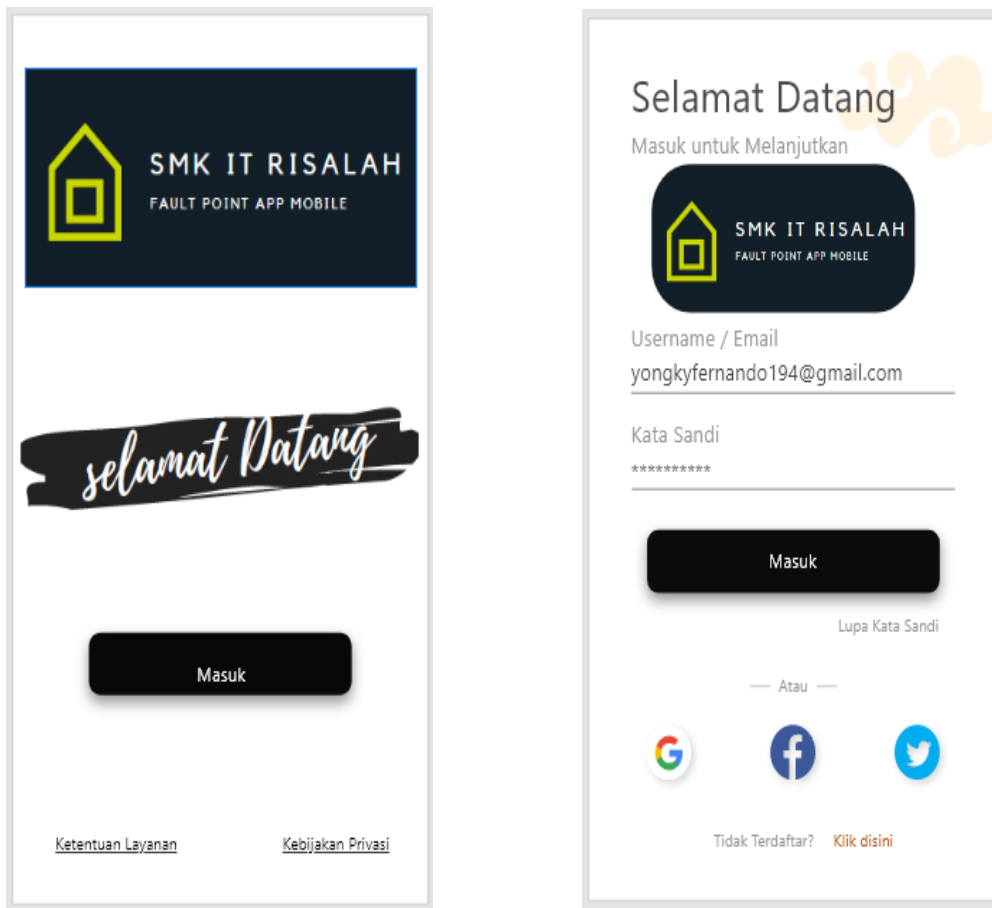 SMK IT RISALAH
FAULT POINT APP MOBILE
selamat Datang
Masuk
Ketentuan Layanan
Kebijakan Privasi
Selamat Datang
Masuk untuk Melanjutkan
SMK IT RISALAH
FAULT POINT APP MOBILE
Username / Email
yongkyfernando194@gmail.com
Kata Sandi
**********
Masuk
Lupa Kata Sandi
Atau
Tidak Terdaftar? Klik disini